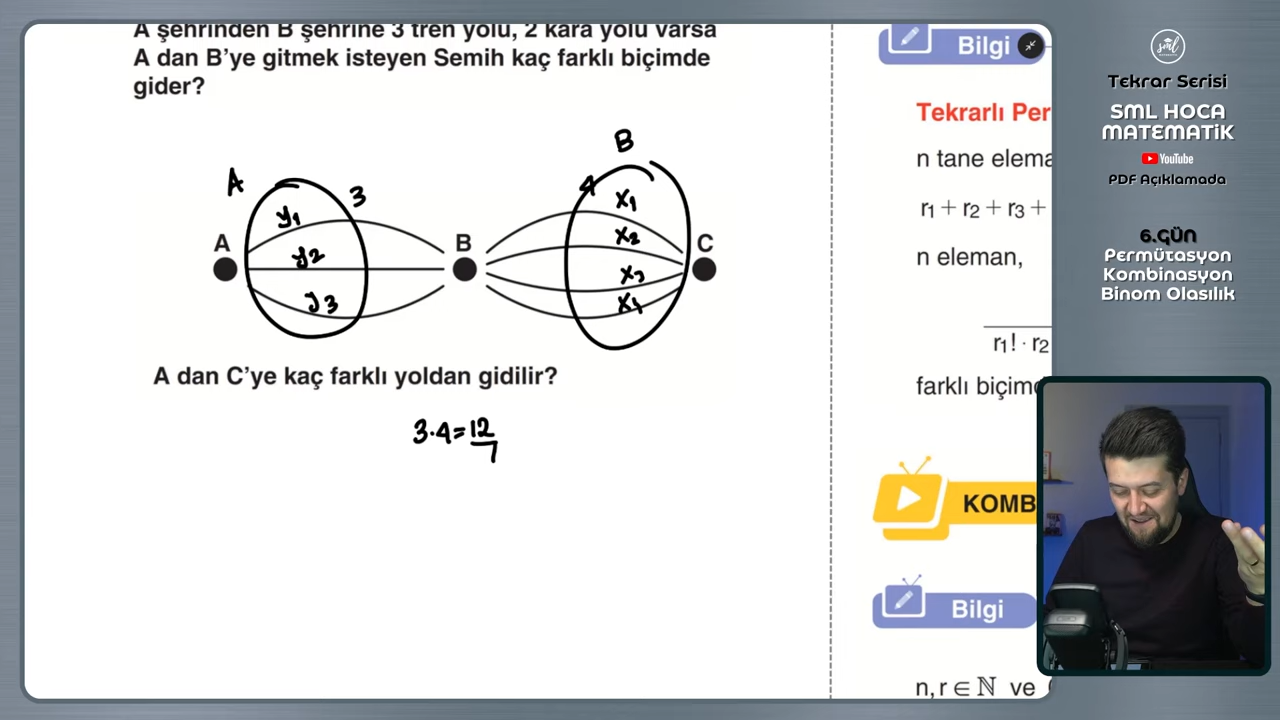 A şehrinden B şehrine 3 tren yolu, 2 kara yolu varsa
A dan B'ye gitmek isteyen Semih kaç farklı biçimde
gider?
B
A
3
4
y1
y2
y3
x1
x2
x3
x4
A
B
C
A dan C'ye kaç farklı yoldan gidilir?
3·4=12
Bilgi
Tekrarlı Per
n tane elema
r1 + r2 + r3 +
n eleman,
r1! · r2
farklı biçimd
KOMB
Bilgi
n, r ∈ ℕ ve
sml
Tekrar Serisi
SML HOCA
MATEMATİK
YouTube
PDF Açıklamada
6.GÜN
Permütasyon
Kombinasyon
Binom Olasılık